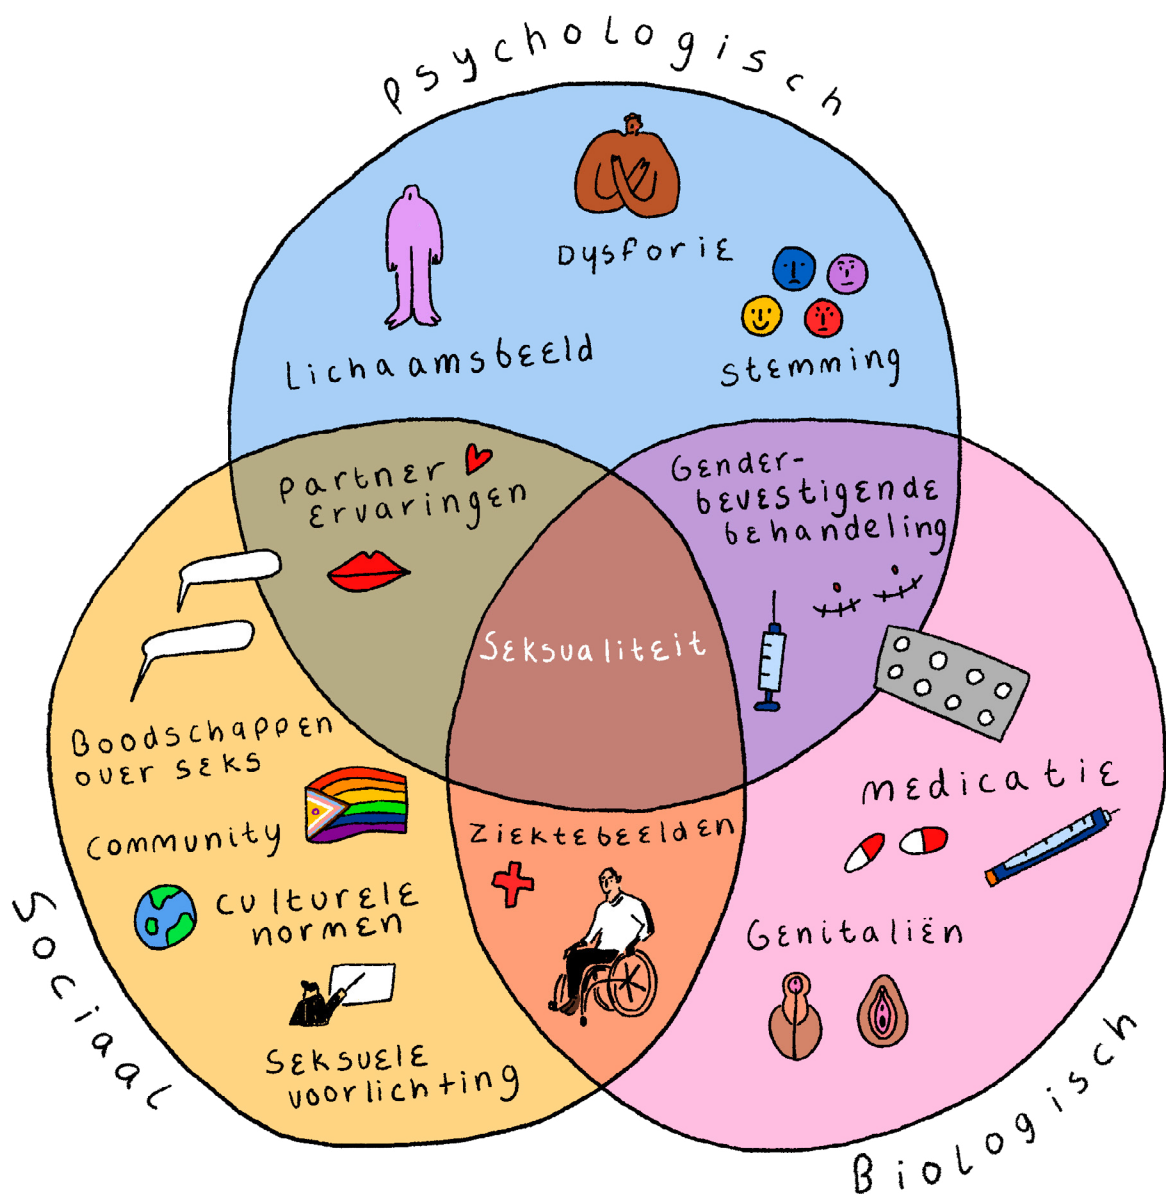 Psychologisch
Dysforie
Lichaamsbeeld
Stemming
Partner
ervaringen
Gender-
bevestigende
behandeling
Seksualiteit
Boodschappen
over seks
Community
Culturele
normen
Seksuele
voorlichting
Ziektebeelden
Medicatie
Genitaliën
Sociaal
Biologisch